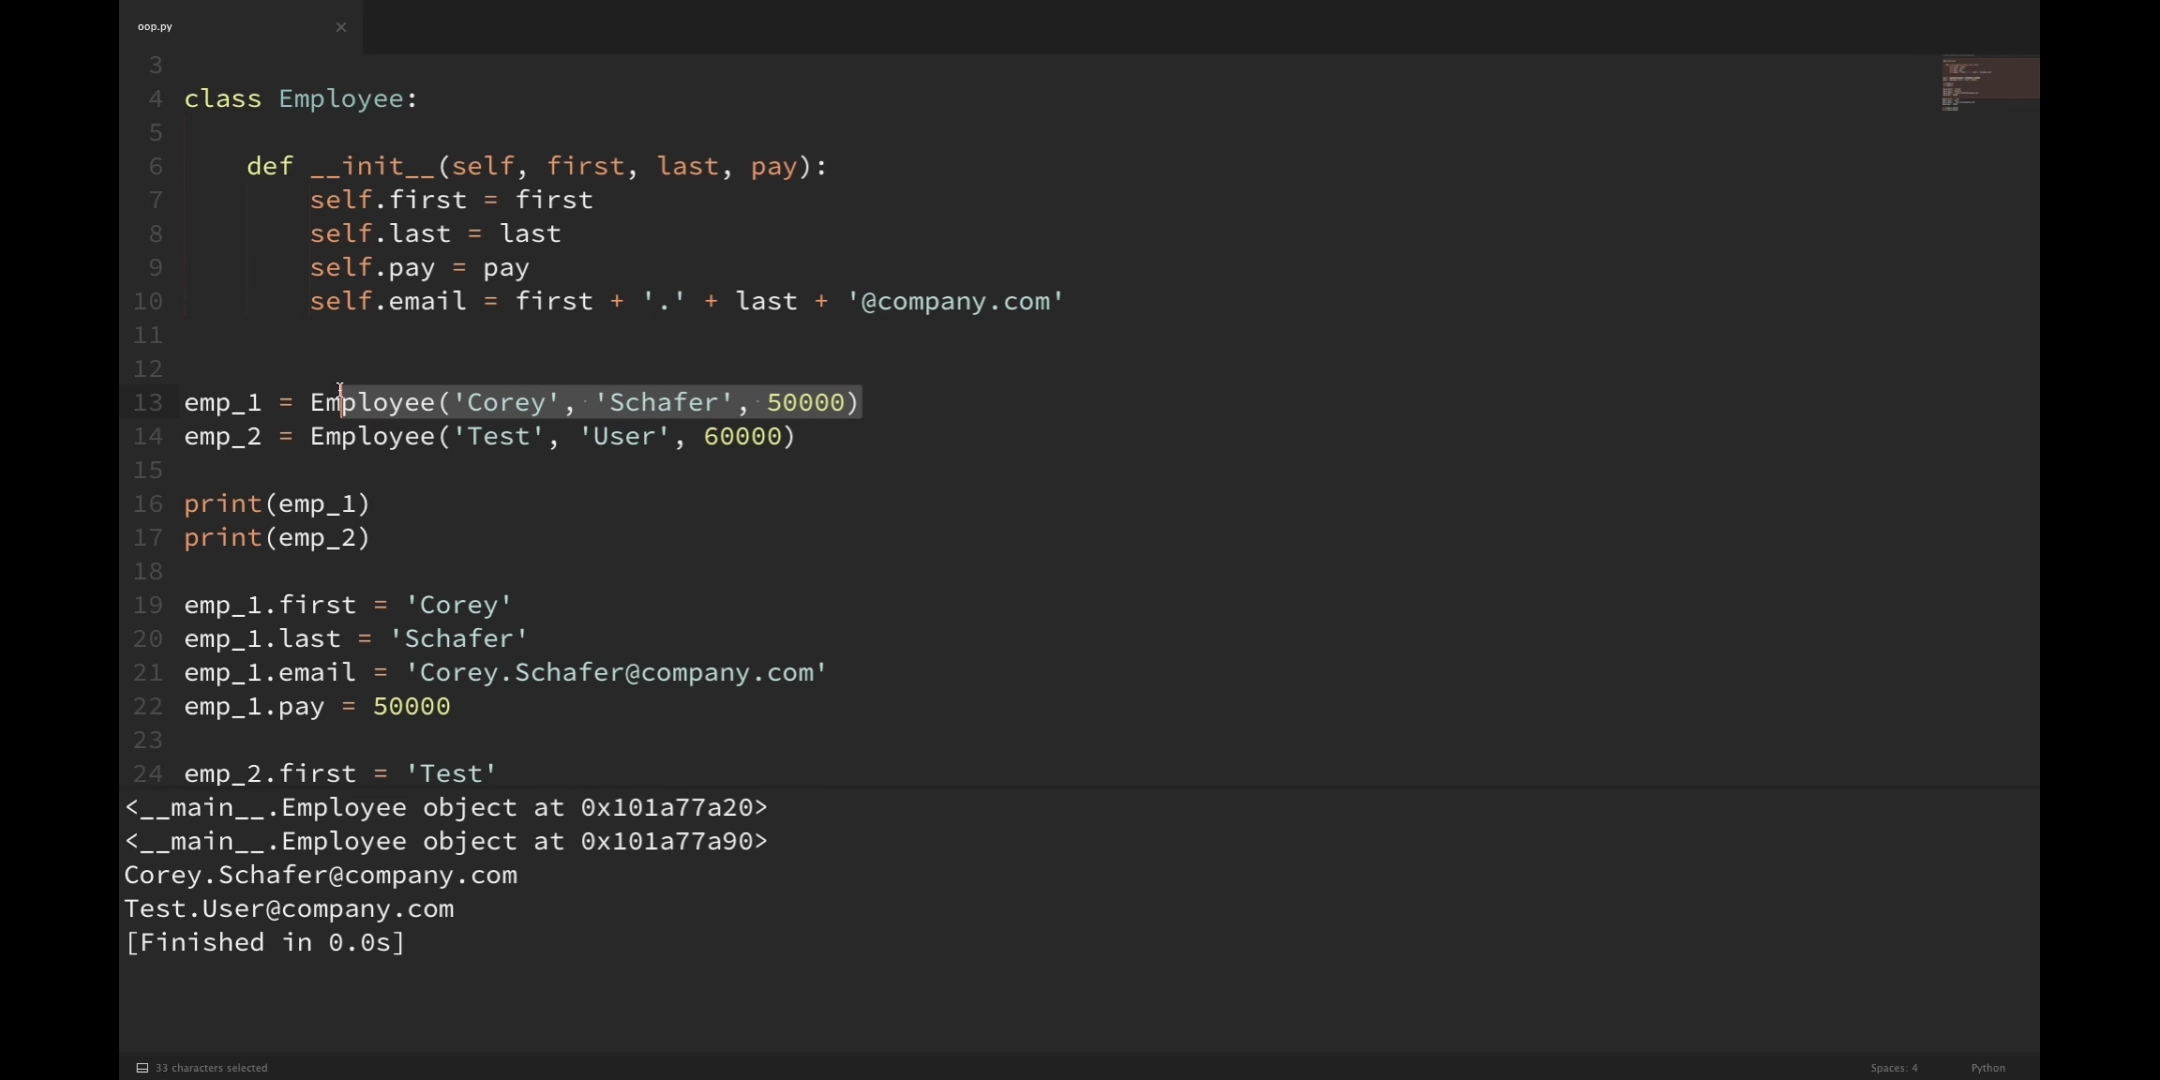 oop.py
3
4 class Employee:
5
6     def __init__(self, first, last, pay):
7         self.first = first
8         self.last = last
9         self.pay = pay
10         self.email = first + '.' + last + '@company.com'
11
12
13 emp_1 = Employee('Corey', 'Schafer', 50000)
14 emp_2 = Employee('Test', 'User', 60000)
15
16 print(emp_1)
17 print(emp_2)
18
19 emp_1.first = 'Corey'
20 emp_1.last = 'Schafer'
21 emp_1.email = 'Corey.Schafer@company.com'
22 emp_1.pay = 50000
23
24 emp_2.first = 'Test'
<__main__.Employee object at 0x101a77a20>
<__main__.Employee object at 0x101a77a90>
Corey.Schafer@company.com
Test.User@company.com
[Finished in 0.0s]
33 characters selected
Spaces: 4
Python